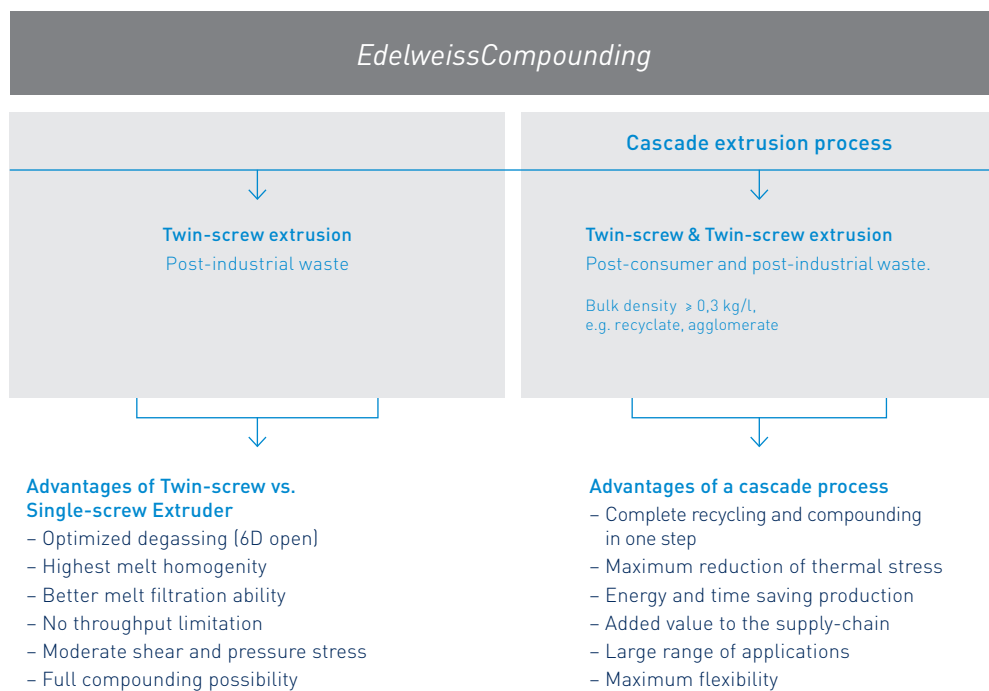 EdelweissCompounding
Cascade extrusion process
Twin-screw extrusion
Post-industrial waste
Twin-screw & Twin-screw extrusion
Post-consumer and post-industrial waste.
Bulk density ≥ 0,3 kg/l,
e.g. recyclate, agglomerate
Advantages of Twin-screw vs.
Single-screw Extruder
– Optimized degassing (6D open)
– Highest melt homogenity
– Better melt filtration ability
– No throughput limitation
– Moderate shear and pressure stress
– Full compounding possibility
Advantages of a cascade process
– Complete recycling and compounding
in one step
– Maximum reduction of thermal stress
– Energy and time saving production
– Added value to the supply-chain
– Large range of applications
– Maximum flexibility